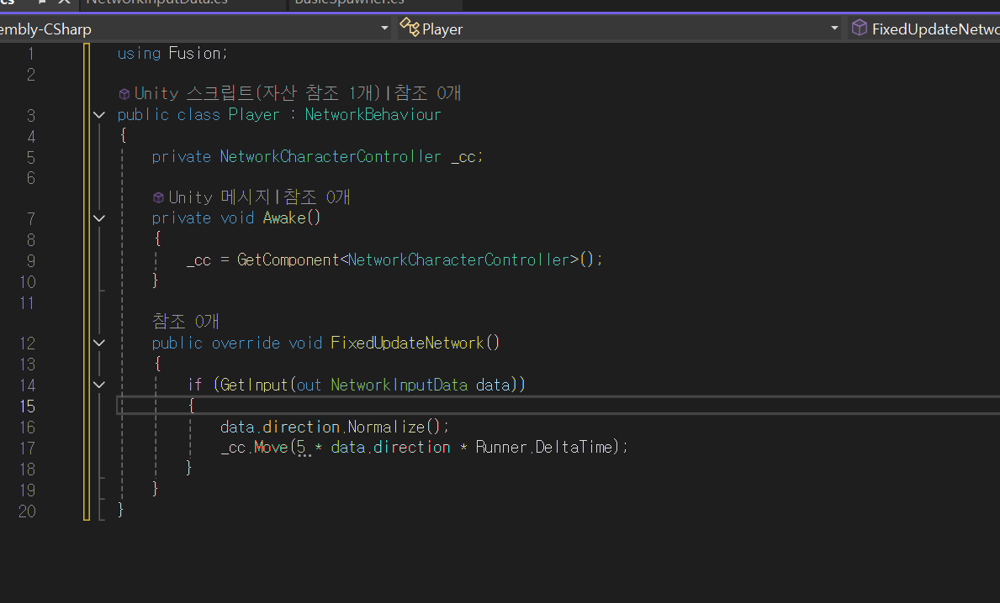 cs NetworkInputData.cs BasicSpawner.cs
embly-CSharp Player FixedUpdateNetwo
1 using Fusion;
2
Unity 스크립트(자산 참조 1개)|참조 0개
3 public class Player : NetworkBehaviour
4 {
5 private NetworkCharacterController _cc;
6
Unity 메시지|참조 0개
7 private void Awake()
8 {
9 _cc = GetComponent<NetworkCharacterController>();
10 }
11
참조 0개
12 public override void FixedUpdateNetwork()
13 {
14 if (GetInput(out NetworkInputData data))
15 {
16 data.direction.Normalize();
17 _cc.Move(5 * data.direction * Runner.DeltaTime);
18 }
19 }
20 }